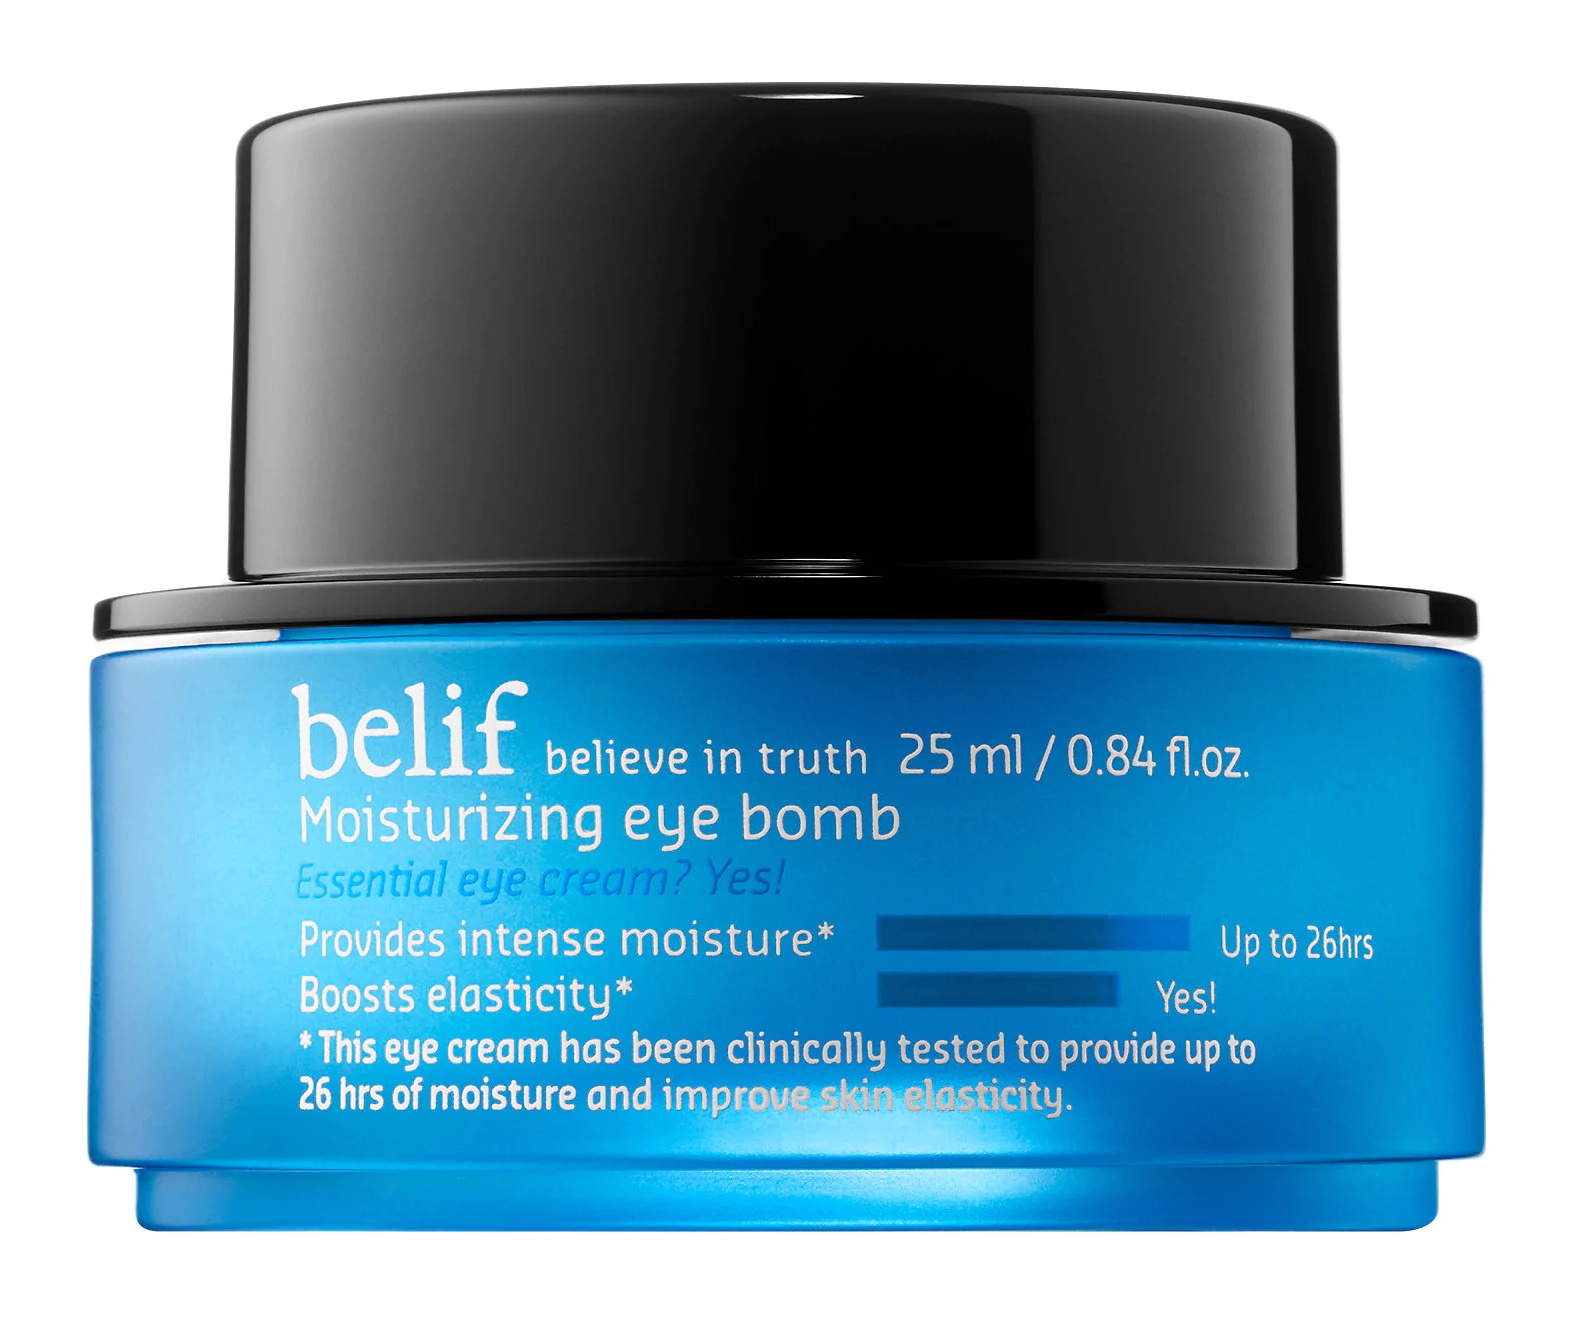 belif believe in truth 25 ml / 0.84 fl.oz.
Moisturizing eye bomb
Essential eye cream? Yes!
Provides intense moisture* Up to 26hrs
Boosts elasticity* Yes!
* This eye cream has been clinically tested to provide up to
26 hrs of moisture and improve skin elasticity.